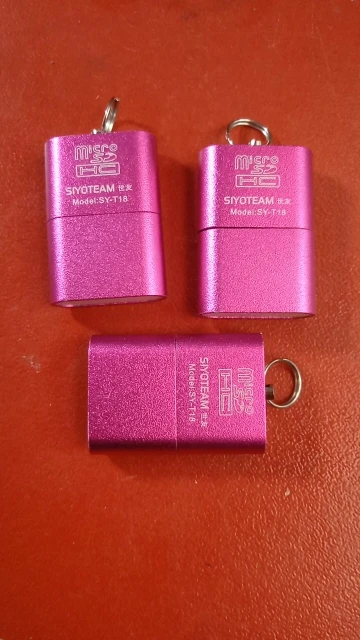 micro
SD
HC
SIYOTEAM 世友
Model:SY-T18
micro
SD
HC
SIYOTEAM 世友
Model:SY-T18
micro
SD
HC
SIYOTEAM 世友
Model:SY-T18